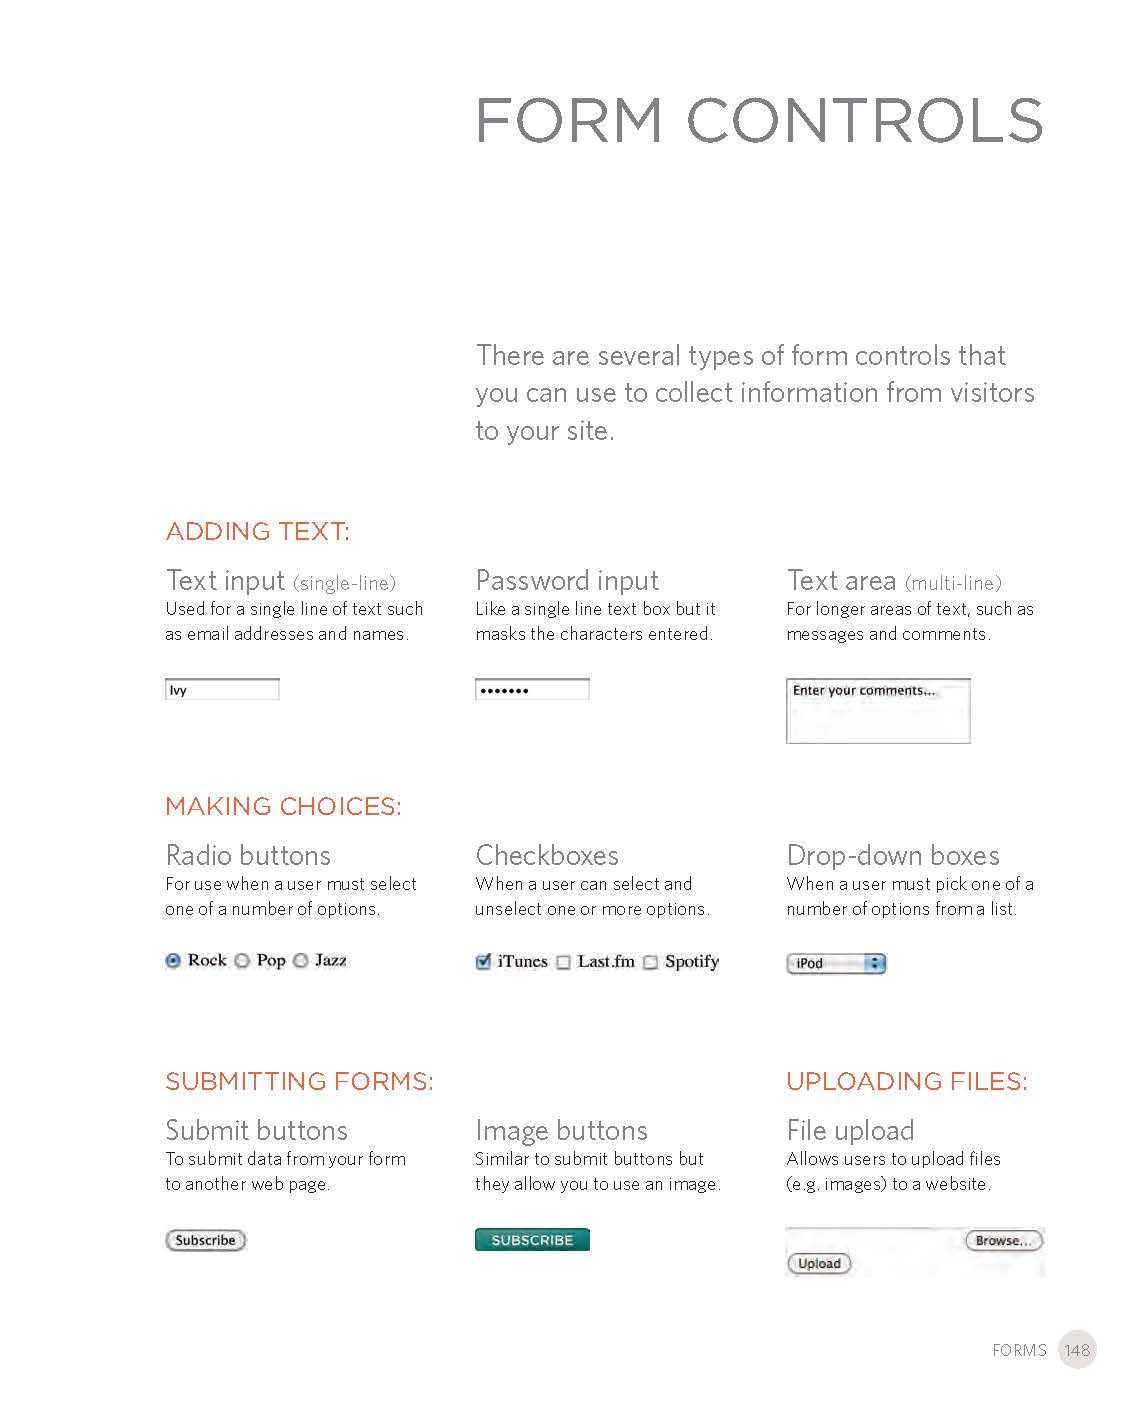 FORM CONTROLS
There are several types of form controls that
you can use to collect information from visitors
to your site.
ADDING TEXT:
Text input (single-line)
Used for a single line of text such
as email addresses and names.
Ivy
Password input
Like a single line text box but it
masks the characters entered.
•••••••
Text area (multi-line)
For longer areas of text, such as
messages and comments.
Enter your comments...
MAKING CHOICES:
Radio buttons
For use when a user must select
one of a number of options.
Rock Pop Jazz
Checkboxes
When a user can select and
unselect one or more options.
iTunes Last.fm Spotify
Drop-down boxes
When a user must pick one of a
number of options from a list.
iPod
SUBMITTING FORMS:
Submit buttons
To submit data from your form
to another web page.
Subscribe
Image buttons
Similar to submit buttons but
they allow you to use an image.
SUBSCRIBE
UPLOADING FILES:
File upload
Allows users to upload files
(e.g. images) to a website.
Browse...
Upload
FORMS 148